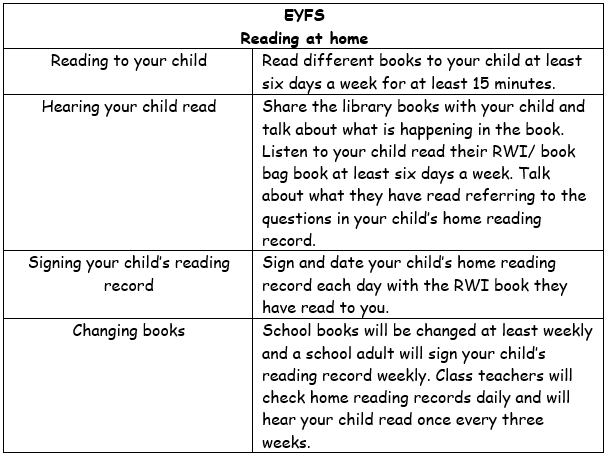 EYFS
Reading at home
Reading to your child
Read different books to your child at least
six days a week for at least 15 minutes.
Hearing your child read
Share the library books with your child and
talk about what is happening in the book.
Listen to your child read their RWI/ book
bag book at least six days a week. Talk
about what they have read referring to the
questions in your child's home reading
record.
Signing your child's reading
record
Sign and date your child's home reading
record each day with the RWI book they
have read to you.
Changing books
School books will be changed at least weekly
and a school adult will sign your child's
reading record weekly. Class teachers will
check home reading records daily and will
hear your child read once every three
weeks.